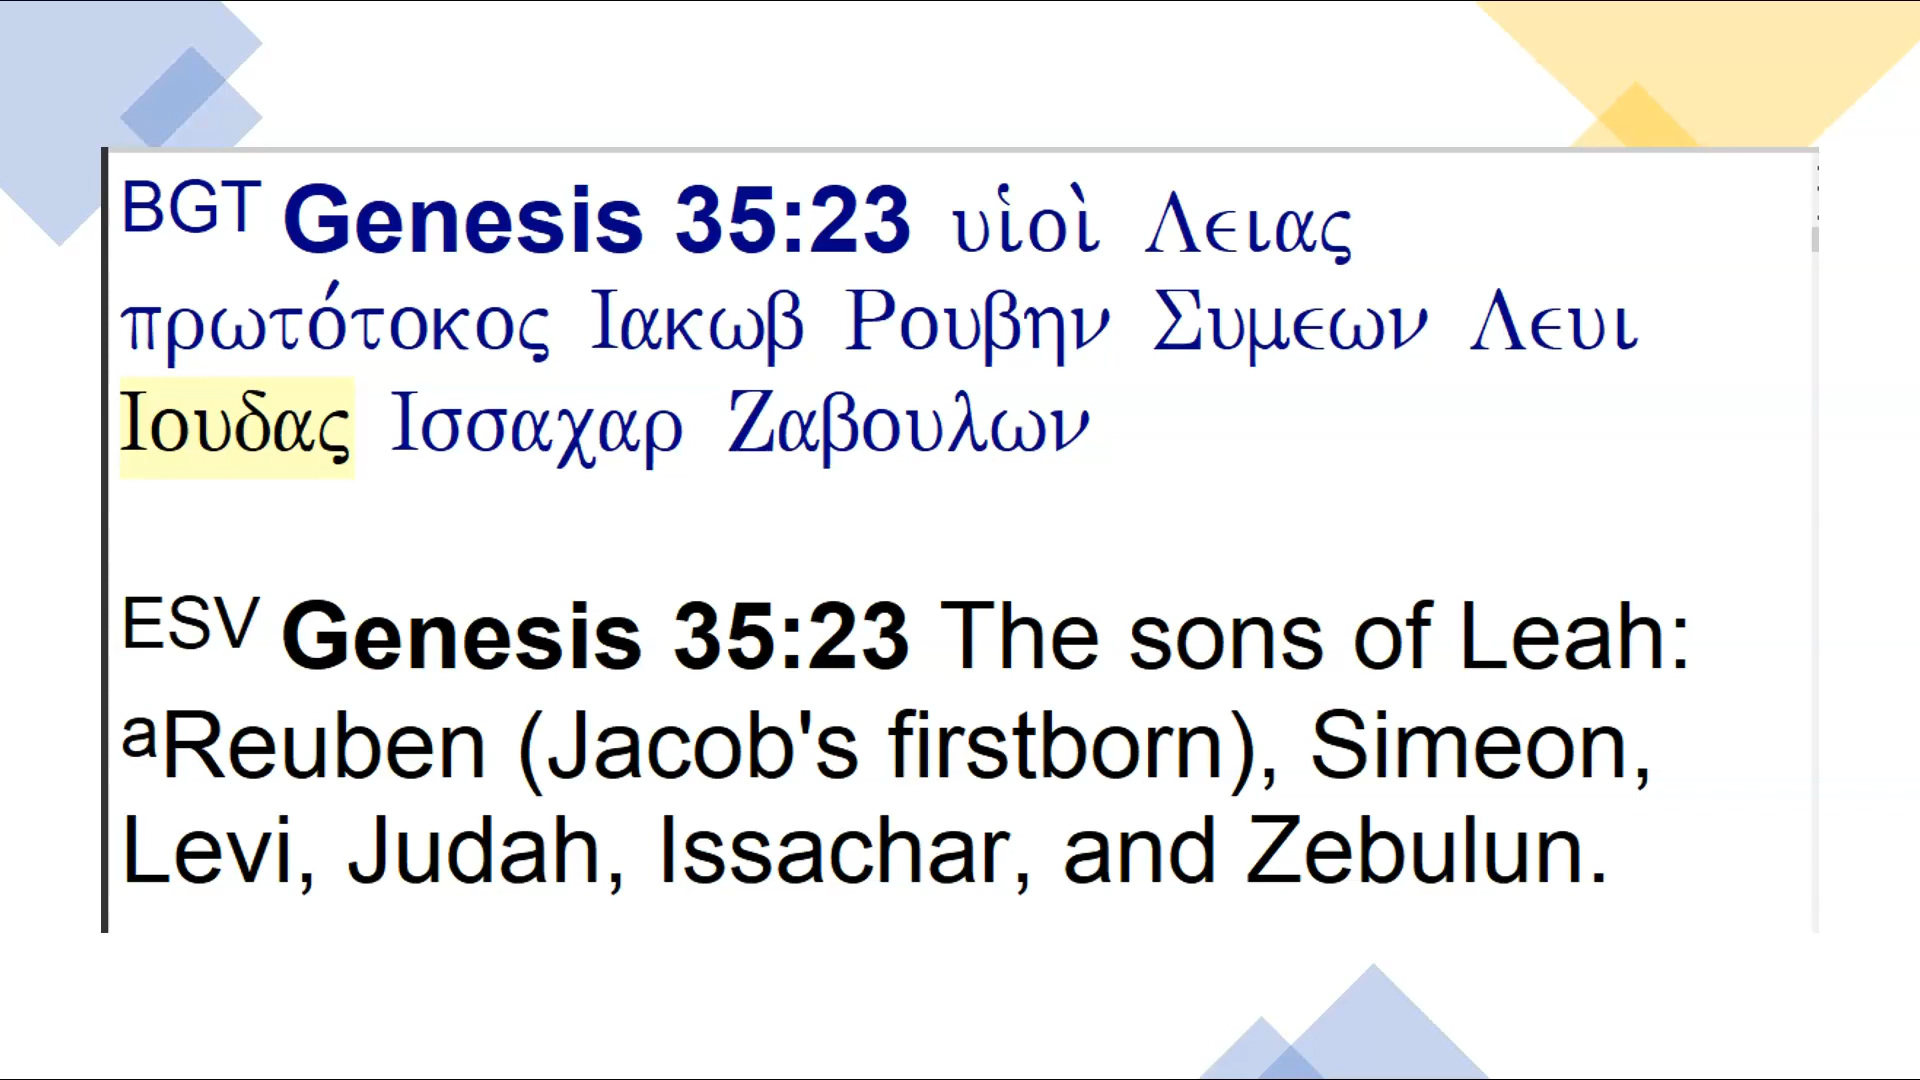 BGT Genesis 35:23 υἱοὶ Λειας
πρωτότοκος Ιακωβ Ρουβην Συμεων Λευι
Ιουδας Ισσαχαρ Ζαβουλων
ESV Genesis 35:23 The sons of Leah:
aReuben (Jacob's firstborn), Simeon,
Levi, Judah, Issachar, and Zebulun.